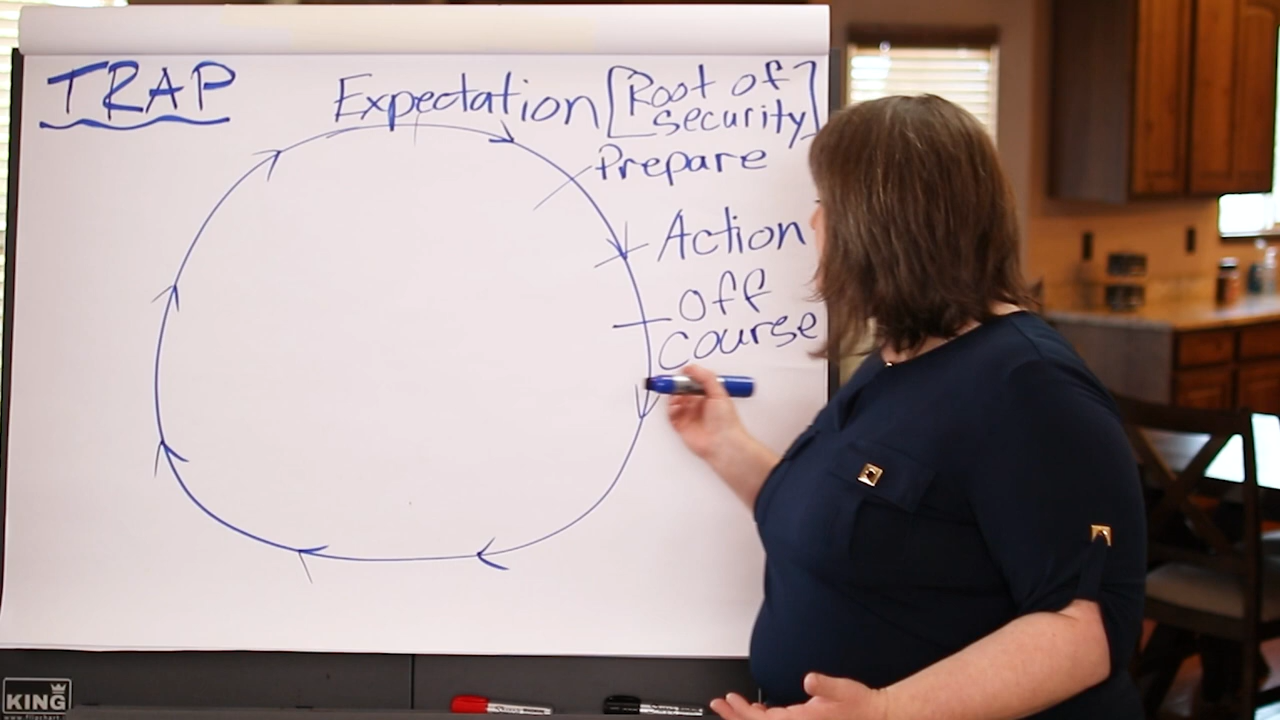 TRAP
Expectation [Root of
security]
Prepare
Action
off
course
KING